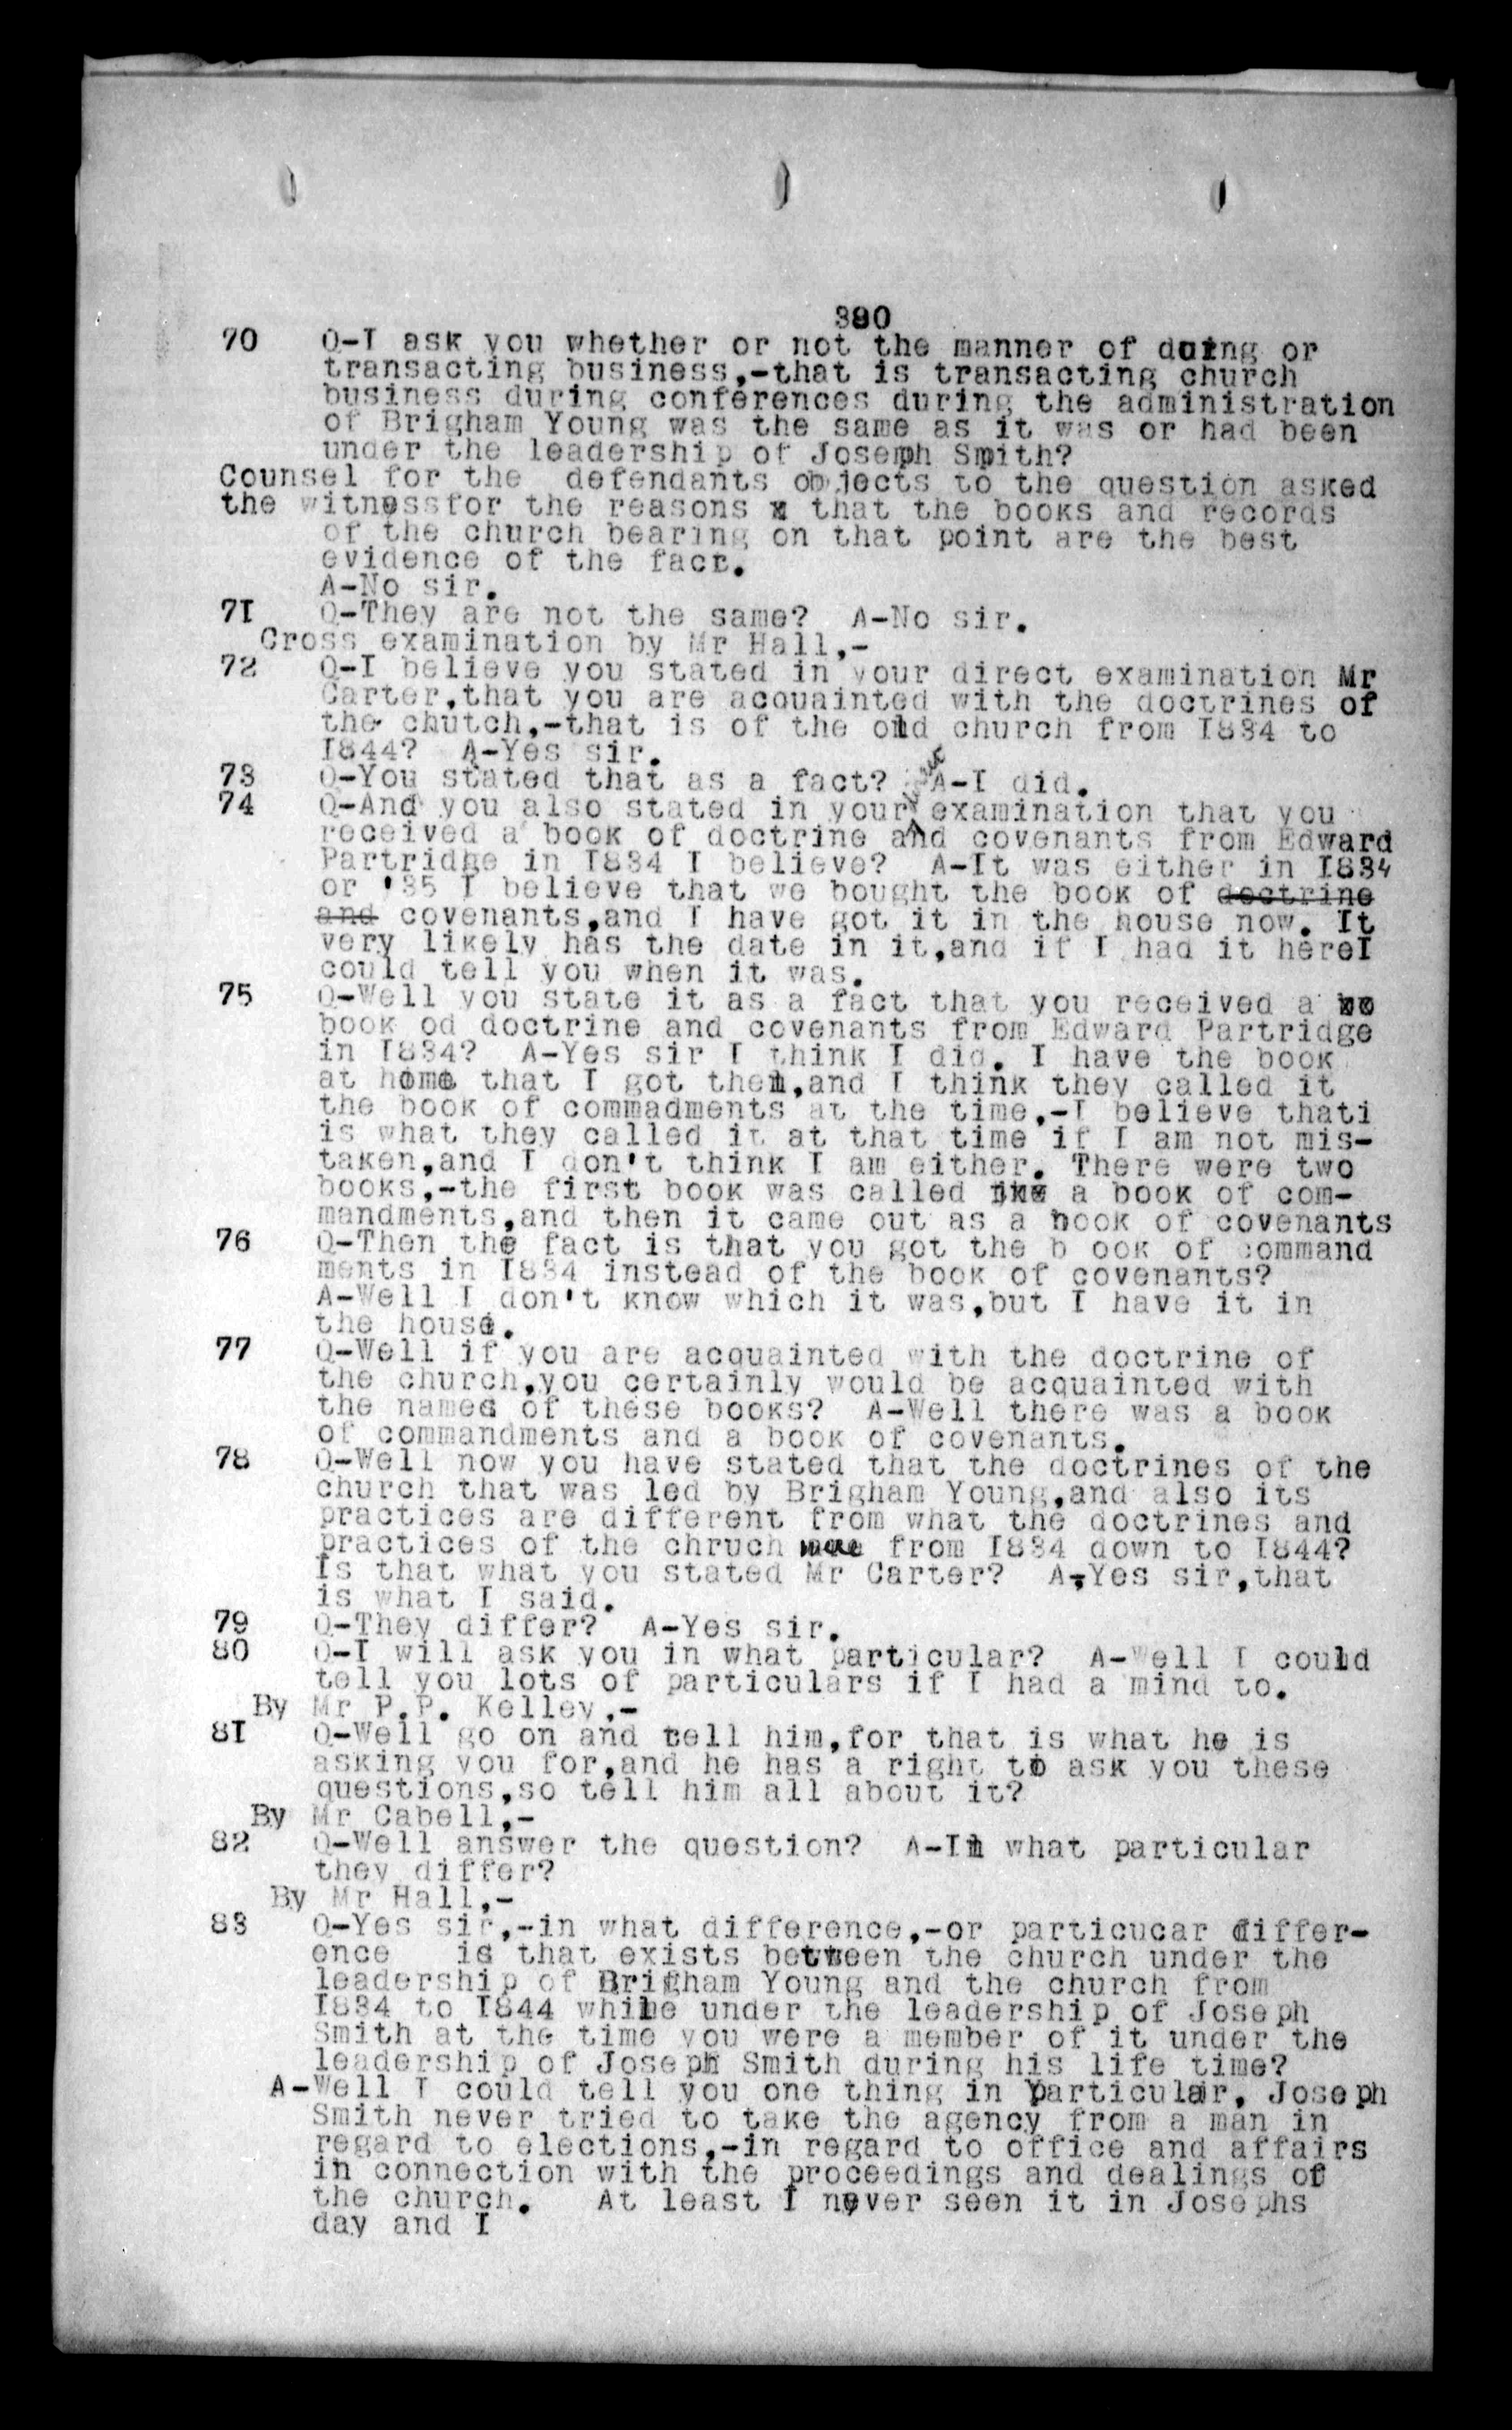 390
70 Q-I ask you whether or not the manner of doing or
transacting business,-that is transacting church
business during conferences during the administration
of Brigham Young was the same as it was or had been
under the leadership of Joseph Smith?
Counsel for the defendants objects to the question asked
the witnessfor the reasons x that the books and records
of the church bearing on that point are the best
evidence of the fact.
A-No sir.
71 Q-They are not the same? A-No sir.
Cross examination by Mr Hall,-
72 Q-I believe you stated in your direct examination Mr
Carter,that you are acquainted with the doctrines of
the chutch,-that is of the old church from 1834 to
1844? A-Yes sir.
73 Q-You stated that as a fact? A-I did.
74 Q-And you also stated in your direct examination that you
received a book of doctrine and covenants from Edward
Partridge in 1834 I believe? A-It was either in 1834
or '35 I believe that we bought the book of doctrine
and covenants,and I have got it in the house now. It
very likely has the date in it,and if I had it hereI
could tell you when it was.
75 Q-Well you state it as a fact that you received a
book od doctrine and covenants from Edward Partridge
in 1834? A-Yes sir I think I did. I have the book
at home that I got then,and I think they called it
the book of commadments at the time,-I believe thati
is what they called it at that time if I am not mis-
taken,and I don't think I am either. There were two
books,-the first book was called a book of com-
mandments,and then it came out as a book of covenants
76 Q-Then the fact is that you got the b ook of command
ments in 1834 instead of the book of covenants?
A-Well I don't know which it was,but I have it in
the house.
77 Q-Well if you are acquainted with the doctrine of
the church,you certainly would be acquainted with
the names of these books? A-Well there was a book
of commandments and a book of covenants.
78 Q-Well now you have stated that the doctrines of the
church that was led by Brigham Young,and also its
practices are different from what the doctrines and
practices of the chruch were from 1834 down to 1844?
Is that what you stated Mr Carter? A-Yes sir,that
is what I said.
79 Q-They differ? A-Yes sir.
80 Q-I will ask you in what particular? A-Well I could
tell you lots of particulars if I had a mind to.
By Mr P.P. Kelley,-
81 Q-Well go on and tell him,for that is what he is
asking you for,and he has a right to ask you these
questions,so tell him all about it?
By Mr Cabell,-
82 Q-Well answer the question? A-In what particular
they differ?
By Mr Hall,-
83 Q-Yes sir,-in what difference,-or particucar differ-
ence is that exists between the church under the
leadership of Brigham Young and the church from
1834 to 1844 while under the leadership of Joseph
Smith at the time you were a member of it under the
leadership of Joseph Smith during his life time?
A-Well I could tell you one thing in particular, Joseph
Smith never tried to take the agency from a man in
regard to elections,-in regard to office and affairs
in connection with the proceedings and dealings of
the church. At least I never seen it in Josephs
day and I